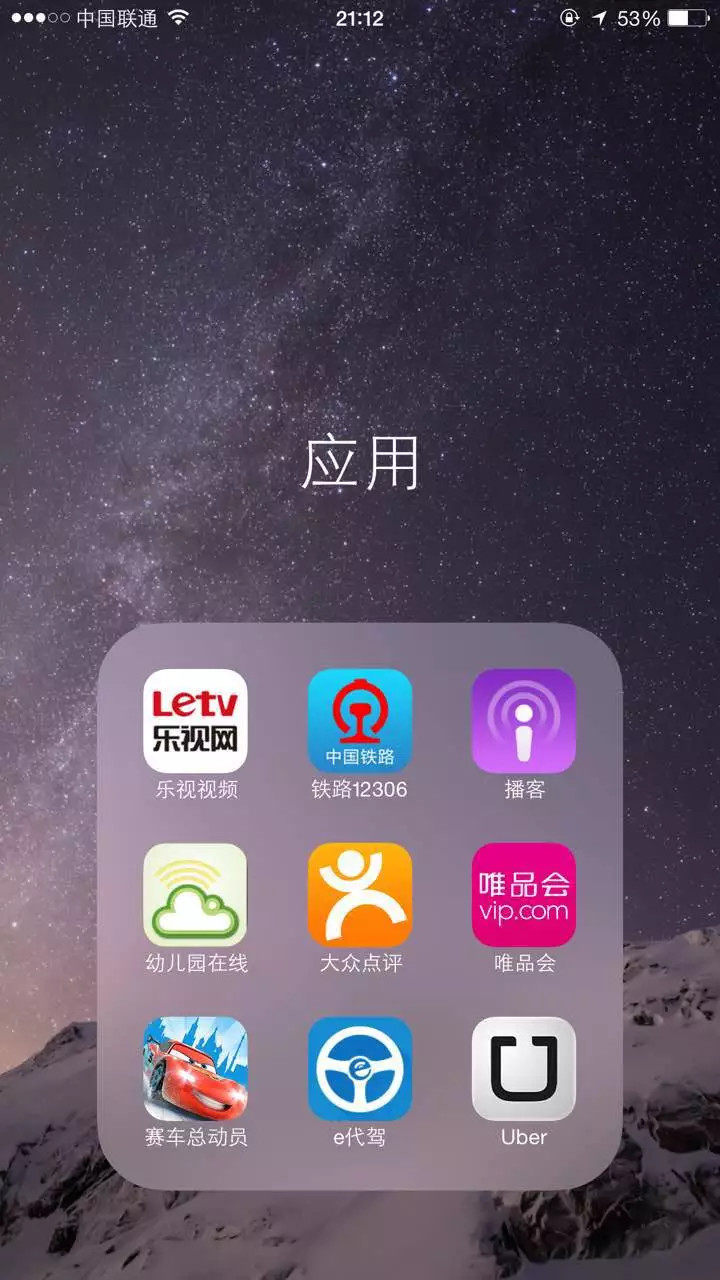 中国联通
21:12
53%
应用
Letv
乐视网
中国铁路
乐视视频
铁路12306
播客
唯品会
vip.com
幼儿园在线
大众点评
唯品会
e
赛车总动员
e代驾
Uber